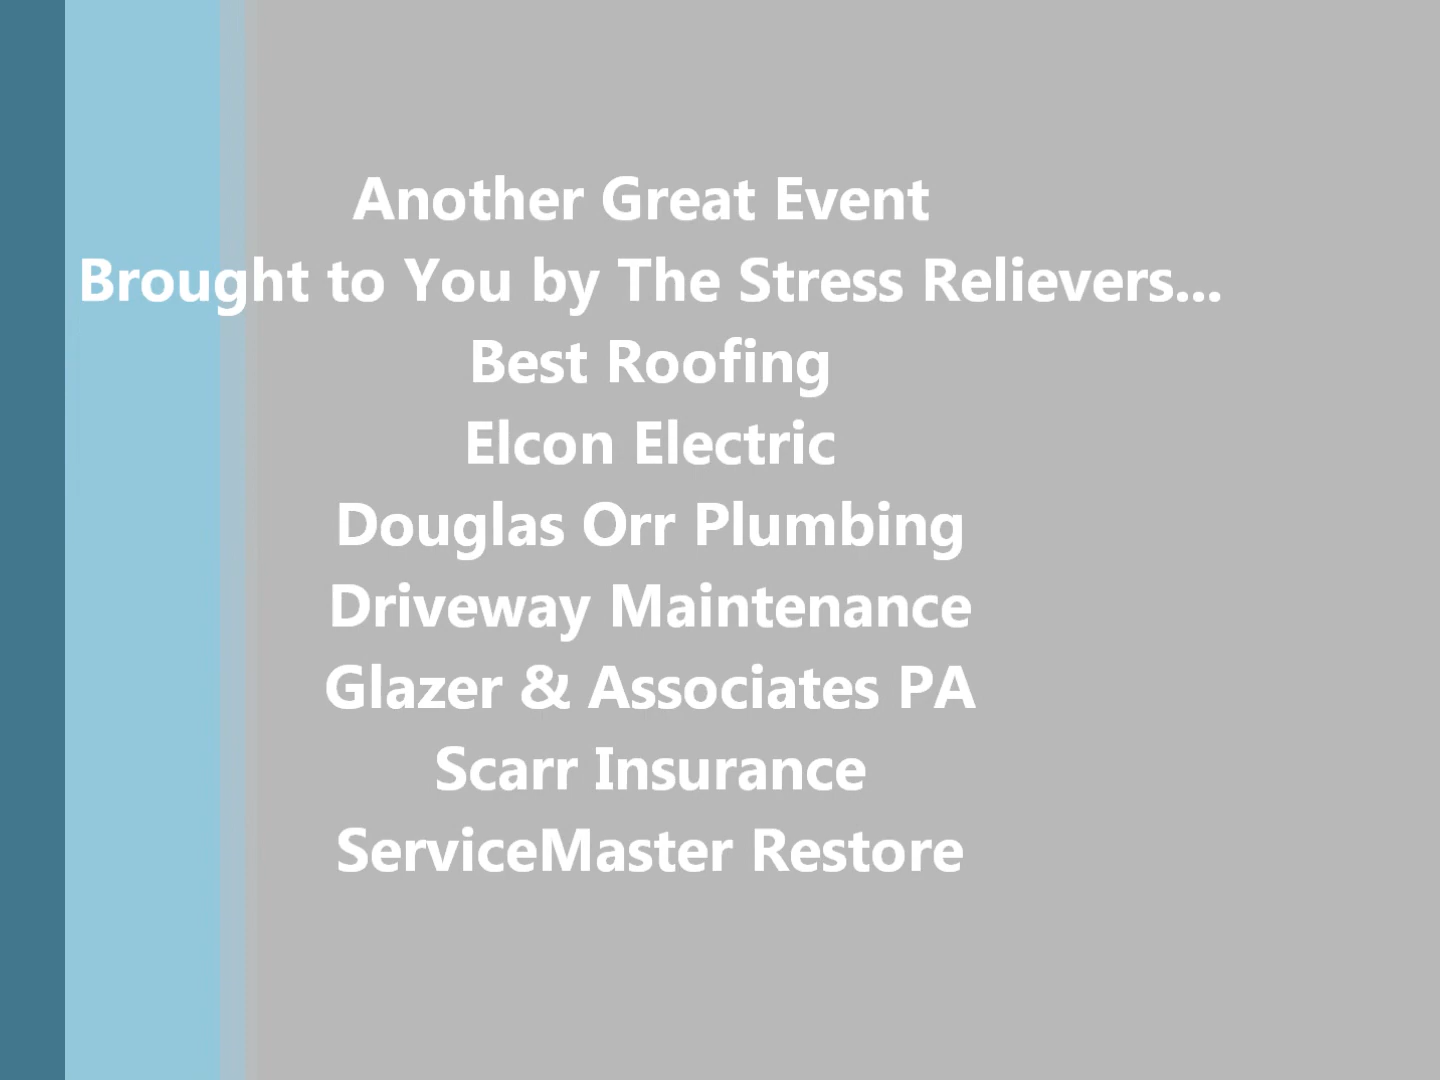 Another Great Event
Brought to You by The Stress Relievers...
Best Roofing
Elcon Electric
Douglas Orr Plumbing
Driveway Maintenance
Glazer & Associates PA
Scarr Insurance
ServiceMaster Restore